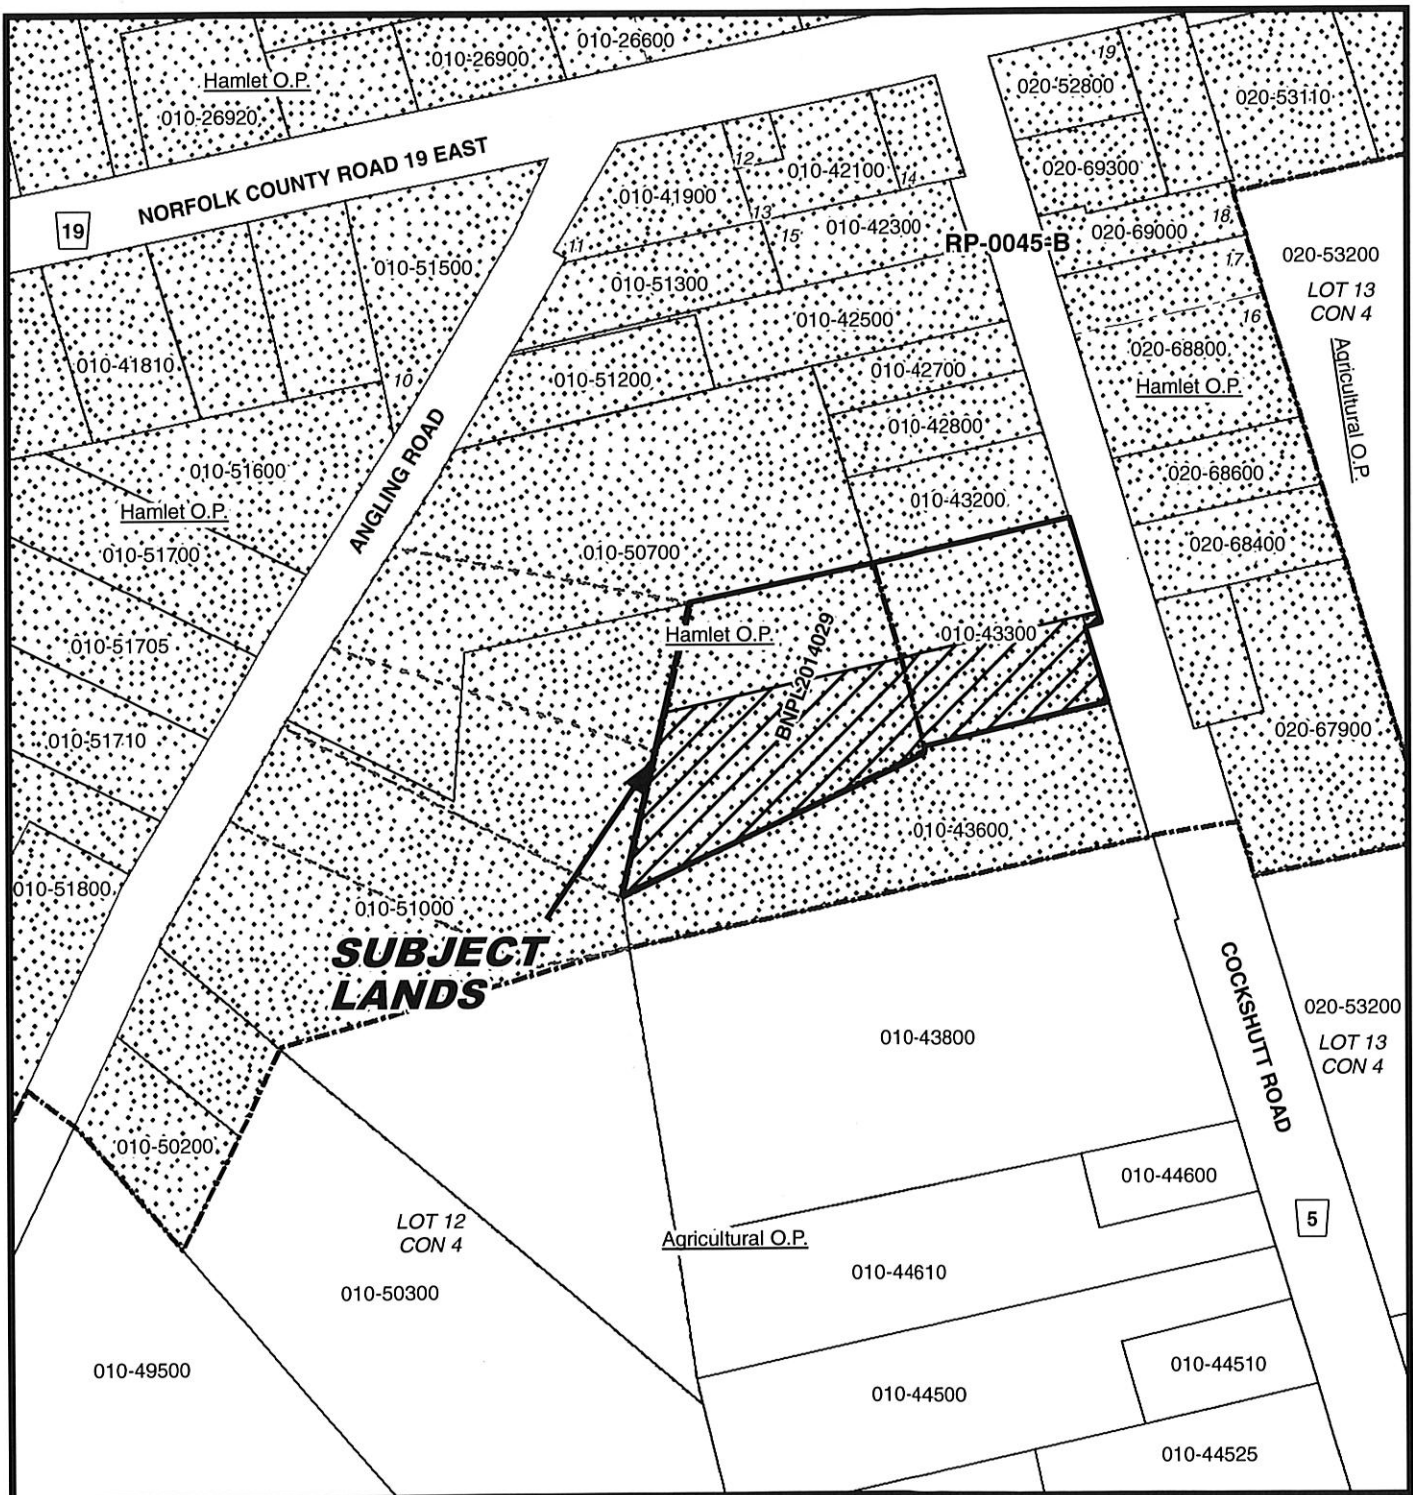 010-26600
010-26900
Hamlet O.P.
010-26920
19
020-52800
020-53110
NORFOLK COUNTY ROAD 19 EAST
19
12
010-42100
14
020-69300
010-41900
13
11
15
010-42300
RP-0045-B
020-69000
18
17
020-53200
LOT 13
CON 4
010-51500
010-51300
010-42500
16
010-41810
10
010-51200
010-42700
020-68800
Hamlet O.P.
Agricultural O.P.
010-42800
010-51600
ANGLING ROAD
020-68600
010-43200
Hamlet O.P.
010-51700
010-50700
020-68400
010-51705
Hamlet O.P.
BNPL2014029
010-43300
010-51710
020-67900
010-43600
010-51800
010-51000
SUBJECT
LANDS
COCKSHUTT ROAD
020-53200
LOT 13
CON 4
010-43800
010-50200
010-44600
LOT 12
CON 4
Agricultural O.P.
5
010-44610
010-50300
010-49500
010-44510
010-44500
010-44525